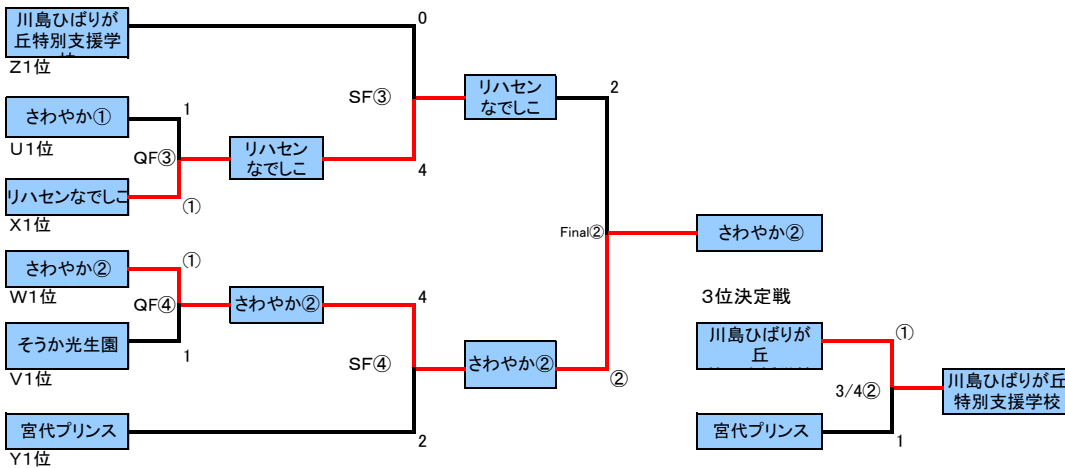 川島ひばりが
丘特別支援学
Z1位
0
さわやか①
U1位
1
QF③
リハセン
なでしこ
リハセンなでしこ
X1位
①
SF③
4
リハセン
なでしこ
2
さわやか②
W1位
①
QF④
さわやか②
そうか光生園
V1位
1
4
SF④
さわやか②
②
宮代プリンス
Y1位
2
Final②
さわやか②
3位決定戦
川島ひばりが
丘
①
3/4②
川島ひばりが丘
特別支援学校
宮代プリンス
1